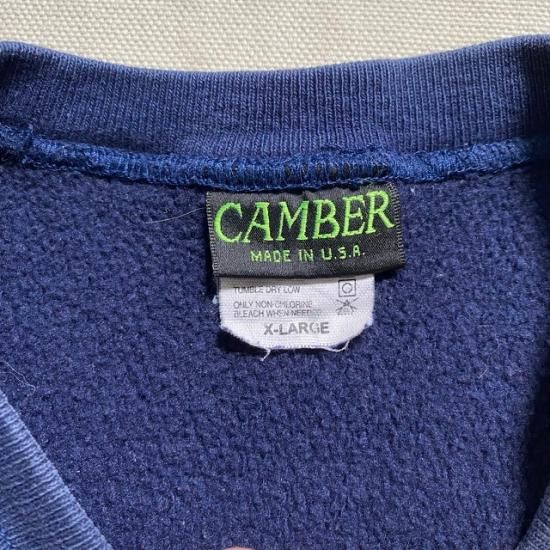 CAMBER
MADE IN U.S.A.
TUMBLE DRY LOW
ONLY NON-CHLORINE
BLEACH WHEN NEEDED
X-LARGE